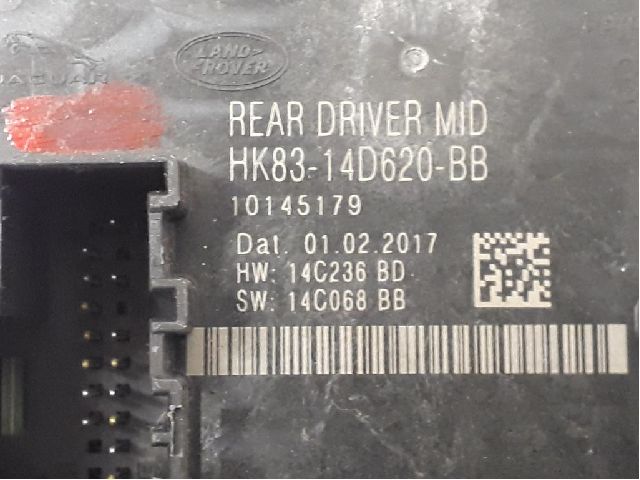 JAGUAR
LAND-
ROVER
REAR DRIVER MID
HK83-14D620-BB
10145179
Dat. 01.02.2017
HW: 14C236 BD
SW: 14C068 BB